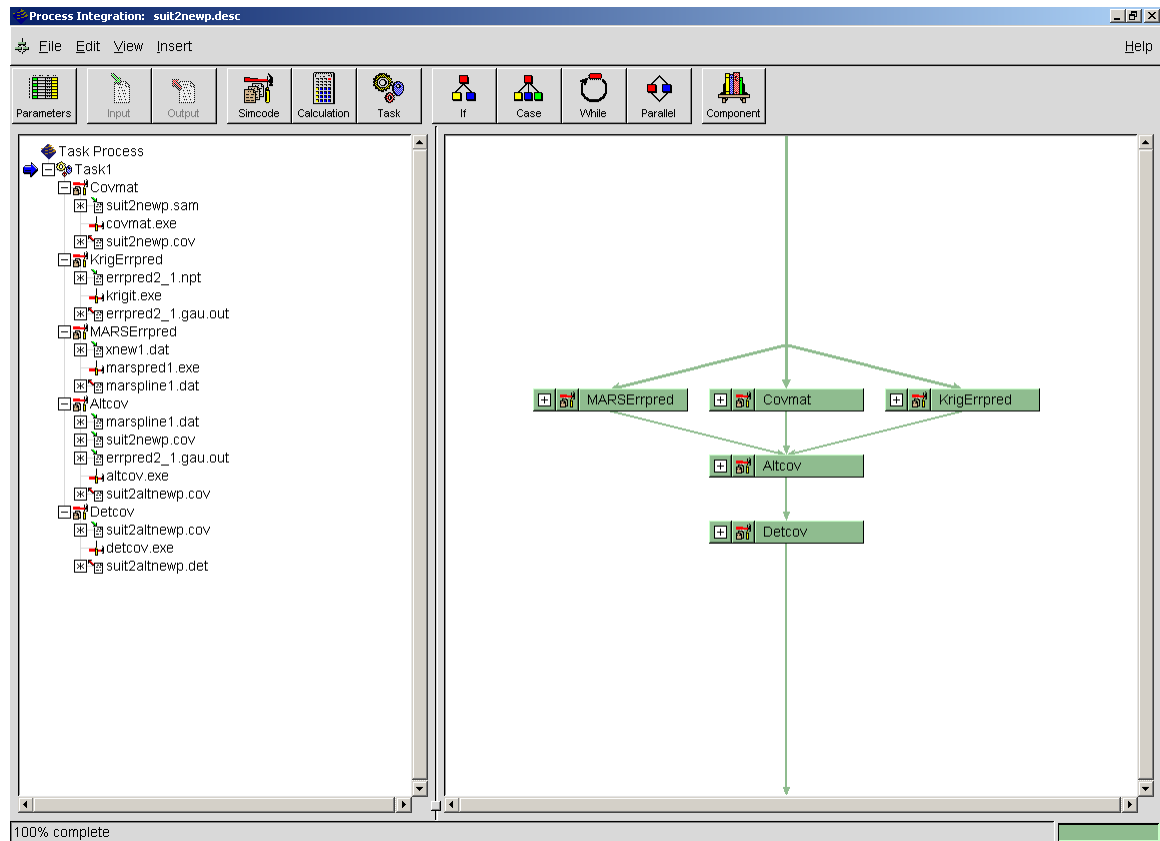 Process Integration: suit2newp.desc
File Edit View Insert Help
Parameters Input Output Simcode Calculation Task If Case While Parallel Component
Task Process
Task1
Covmat
suit2newp.sam
covmat.exe
suit2newp.cov
KrigErrpred
errpred2_1.npt
krigit.exe
errpred2_1.gau.out
MARSErrpred
xnew1.dat
marspred1.exe
marspline1.dat
Altcov
marspline1.dat
suit2newp.cov
errpred2_1.gau.out
altcov.exe
suit2altnewp.cov
Detcov
suit2altnewp.cov
detcov.exe
suit2altnewp.det
MARSErrpred Covmat KrigErrpred
Altcov
Detcov
100% complete